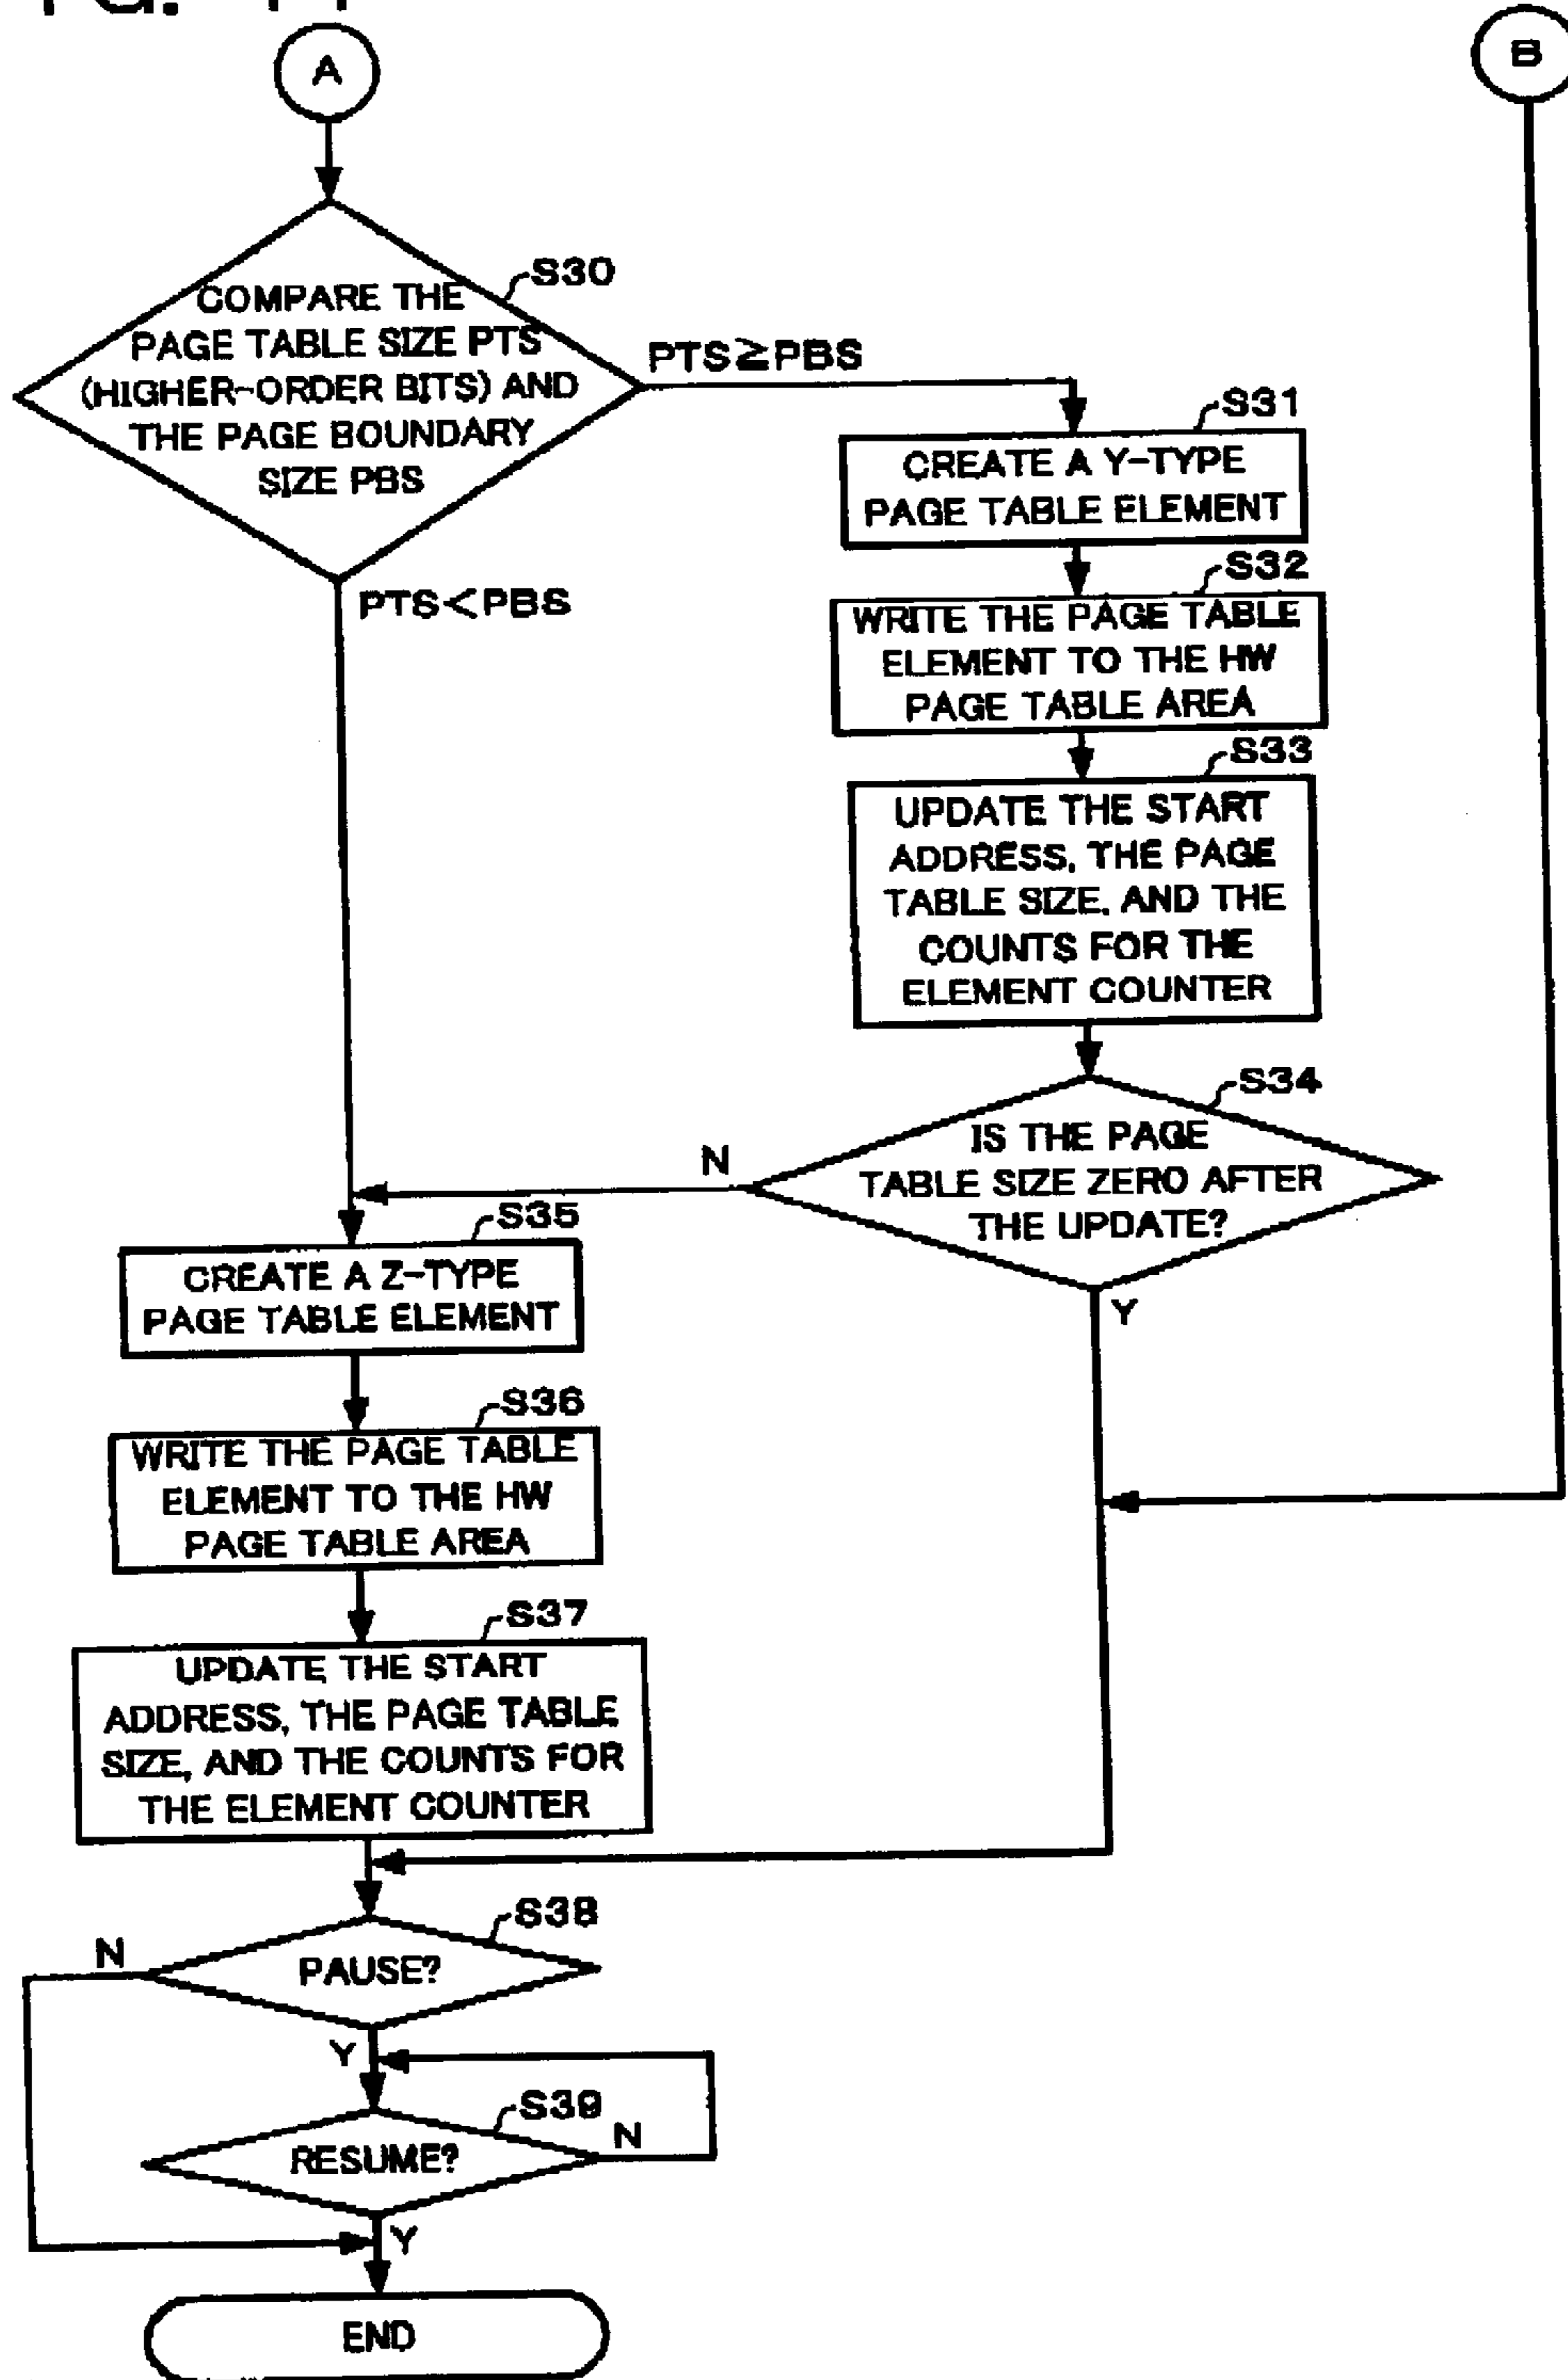 A
B
S30
COMPARE THE
PAGE TABLE SIZE PTS
(HIGHER-ORDER BITS) AND
THE PAGE BOUNDARY
SIZE PBS
PTS≧PBS
PTS<PBS
S31
CREATE A Y-TYPE
PAGE TABLE ELEMENT
S32
WRITE THE PAGE TABLE
ELEMENT TO THE HW
PAGE TABLE AREA
S33
UPDATE THE START
ADDRESS, THE PAGE
TABLE SIZE, AND THE
COUNTS FOR THE
ELEMENT COUNTER
S34
IS THE PAGE
TABLE SIZE ZERO AFTER
THE UPDATE?
N
Y
S35
CREATE A Z-TYPE
PAGE TABLE ELEMENT
S36
WRITE THE PAGE TABLE
ELEMENT TO THE HW
PAGE TABLE AREA
S37
UPDATE THE START
ADDRESS, THE PAGE TABLE
SIZE, AND THE COUNTS FOR
THE ELEMENT COUNTER
S38
N
PAUSE?
Y
S39
RESUME?
N
Y
END